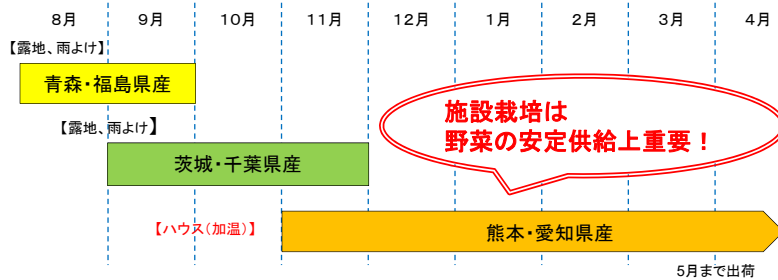 8月 9月 10月 11月 12月 1月 2月 3月 4月
【露地、雨よけ】
青森・福島県産
施設栽培は
野菜の安定供給上重要！
【露地、雨よけ】
茨城・千葉県産
【ハウス(加温)】
熊本・愛知県産
5月まで出荷